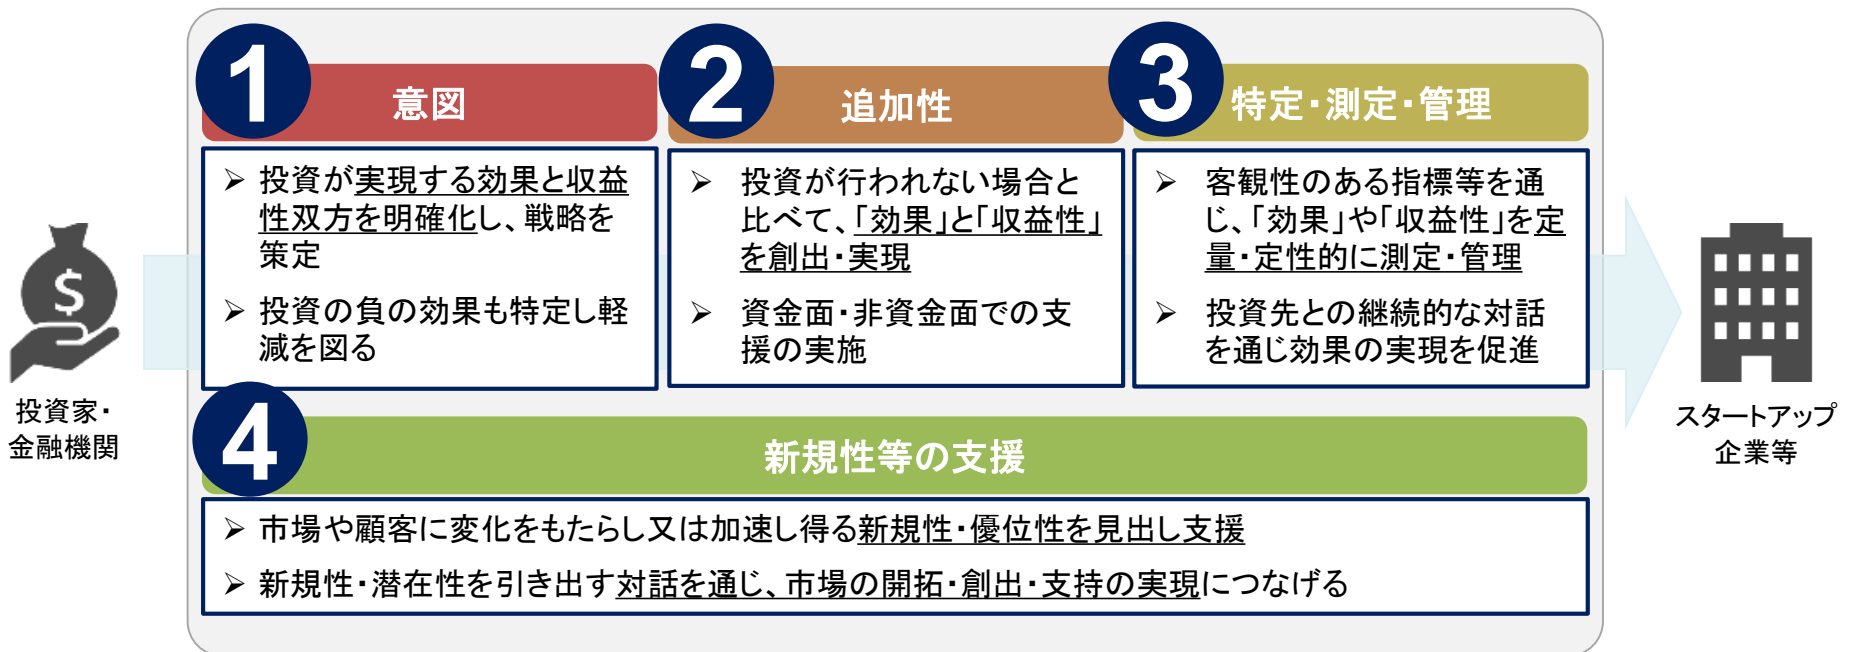 1
意図
➢ 投資が実現する効果と収益
性双方を明確化し、戦略を
策定
➢ 投資の負の効果も特定し軽
減を図る
2
追加性
➢ 投資が行われない場合と
比べて、「効果」と「収益性」
を創出・実現
➢ 資金面・非資金面での支
援の実施
3
特定・測定・管理
➢ 客観性のある指標等を通
じ、「効果」や「収益性」を定
量・定性的に測定・管理
➢ 投資先との継続的な対話
を通じ効果の実現を促進
$
投資家・
金融機関
スタートアップ
企業等
4
新規性等の支援
➢ 市場や顧客に変化をもたらし又は加速し得る新規性・優位性を見出し支援
➢ 新規性・潜在性を引き出す対話を通じ、市場の開拓・創出・支持の実現につなげる